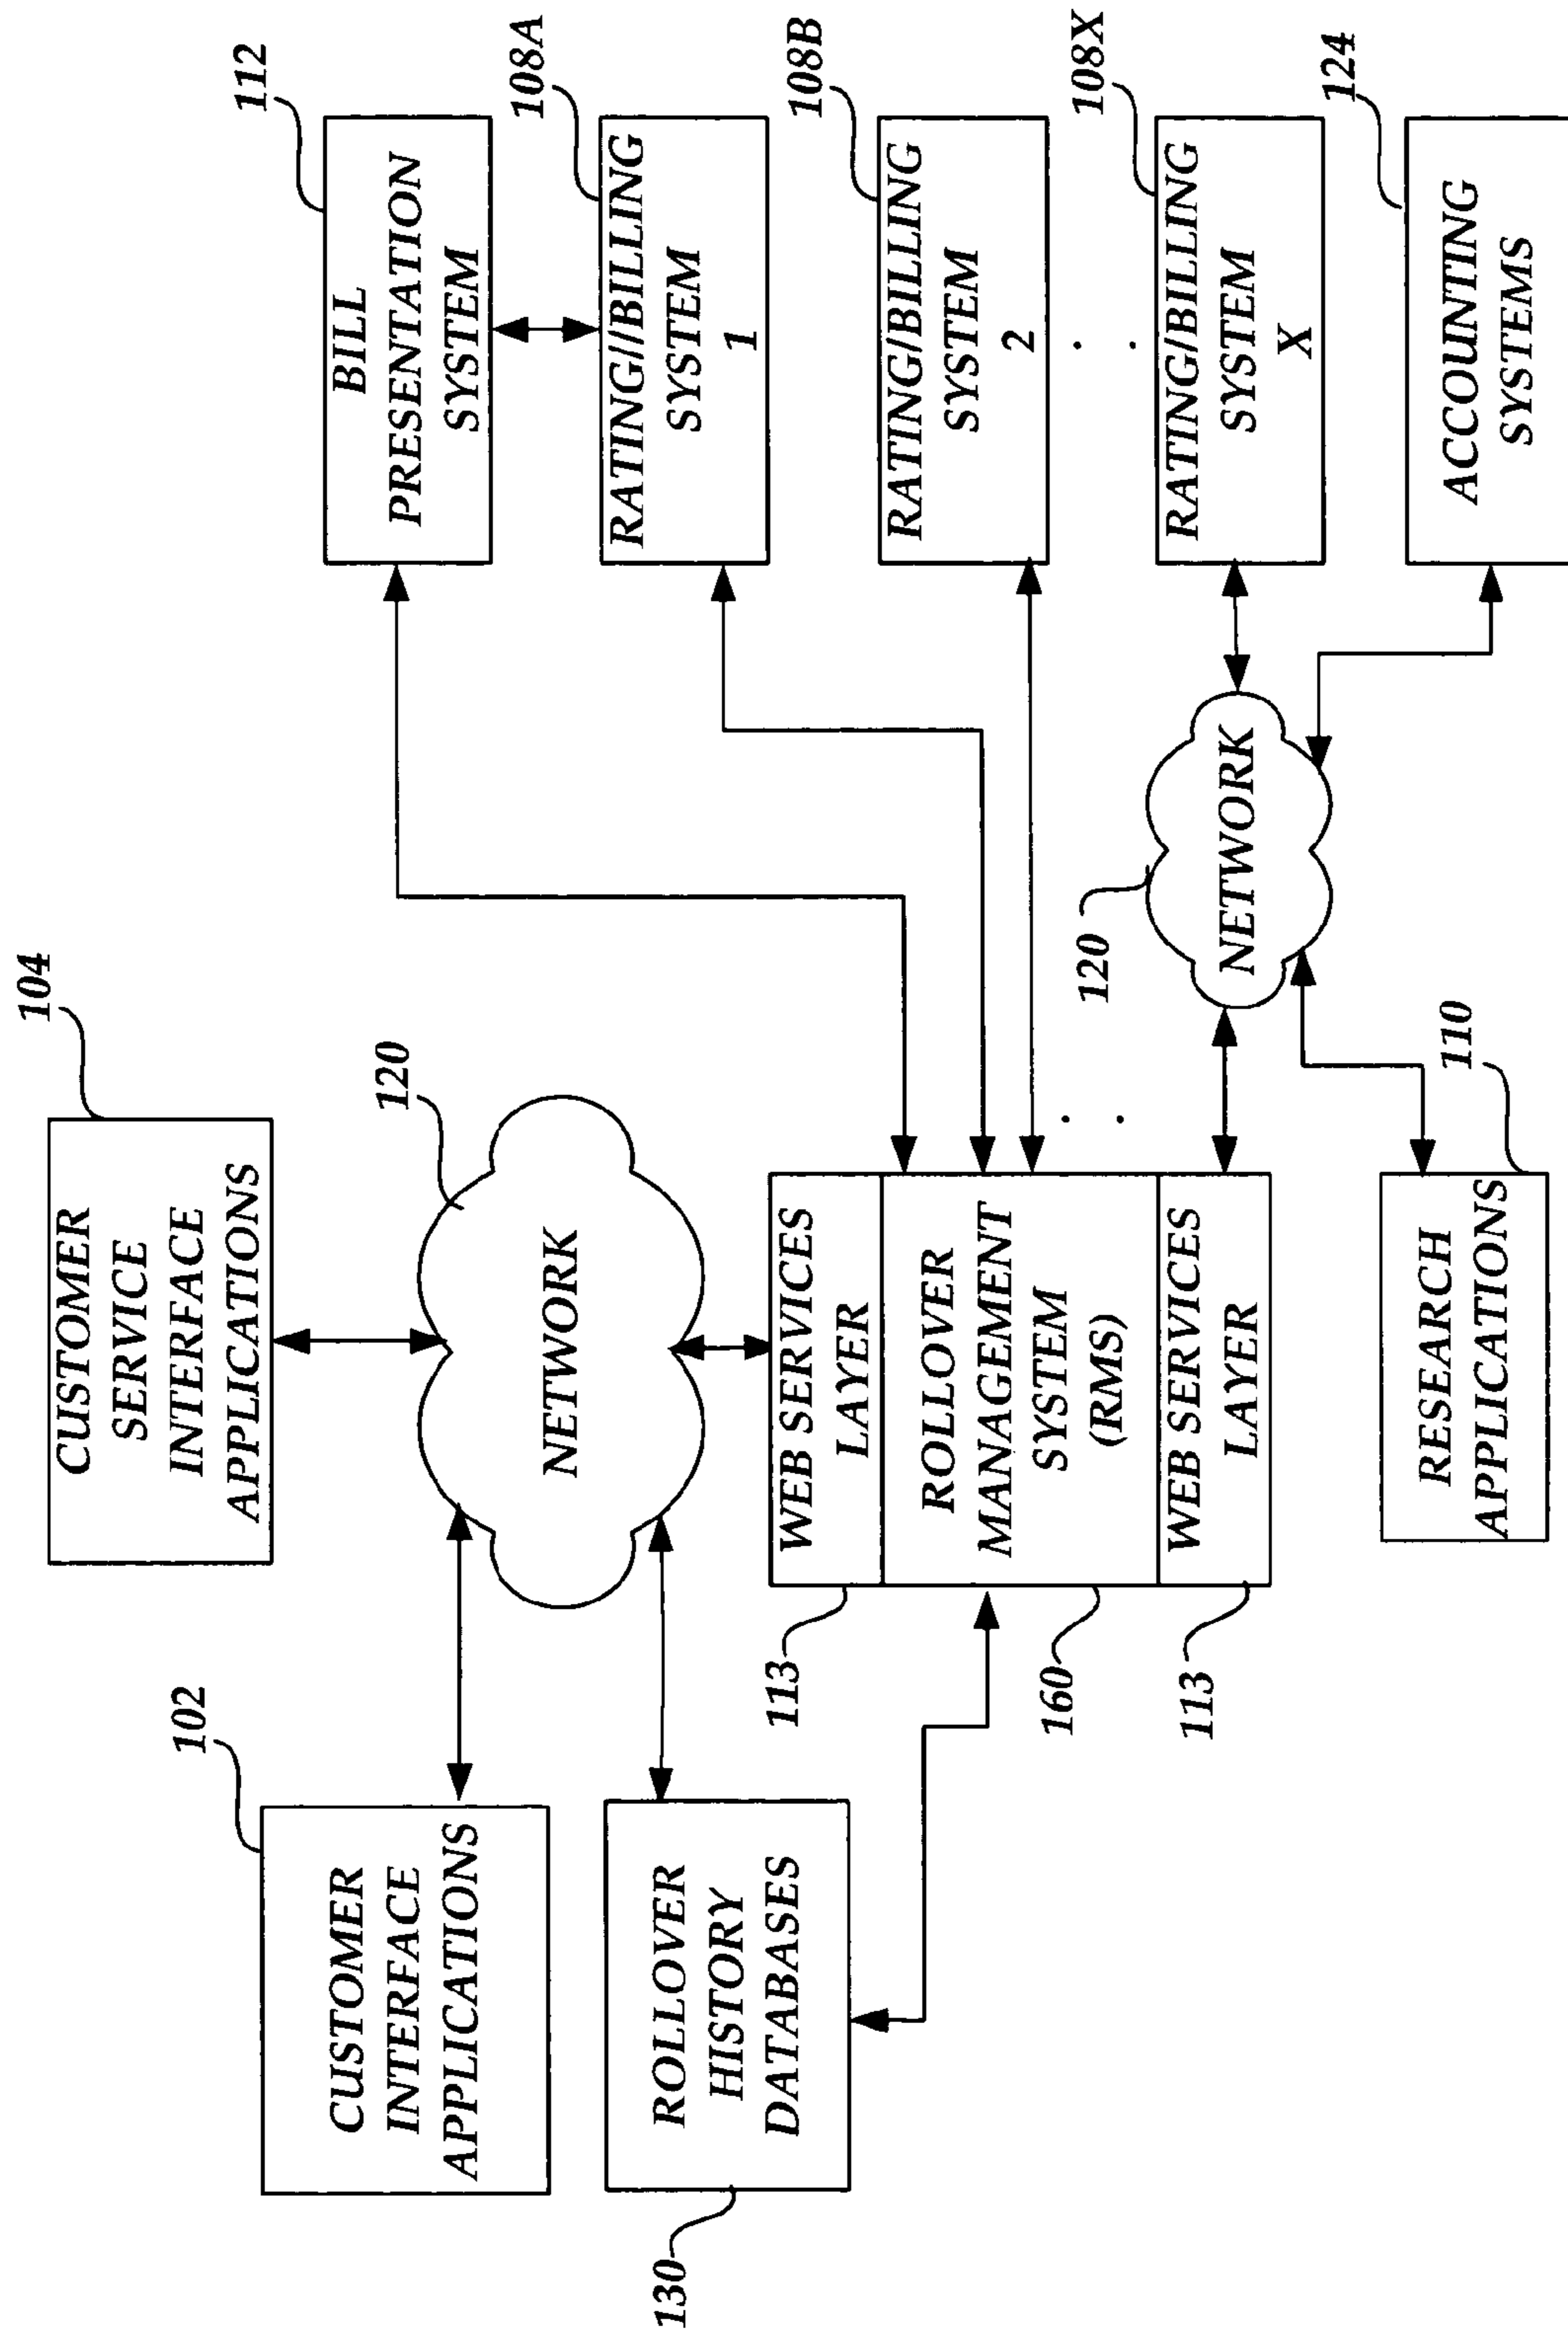 104
CUSTOMER
SERVICE
INTERFACE
APPLICATIONS
102
CUSTOMER
INTERFACE
APPLICATIONS
120
NETWORK
112
BILL
PRESENTATION
SYSTEM
108A
RATING//BILLING
SYSTEM
1
130
ROLLOVER
HISTORY
DATABASES
113
WEB SERVICES
LAYER
160
ROLLOVER
MANAGEMENT
SYSTEM
(RMS)
113
WEB SERVICES
LAYER
108B
RATING/BILLING
SYSTEM
2
108X
RATING/BILLING
SYSTEM
X
120
NETWORK
110
RESEARCH
APPLICATIONS
124
ACCOUNTING
SYSTEMS